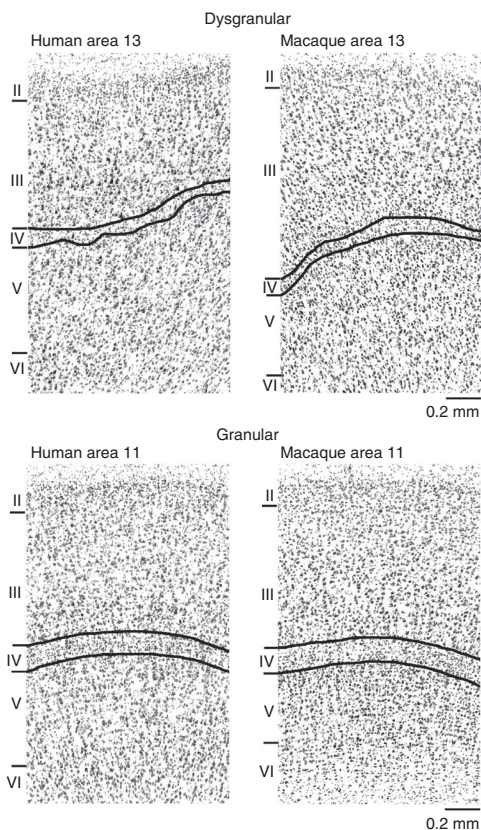 Dysgranular
Human area 13
Macaque area 13
II
III
IV
V
VI
II
III
IV
V
VI
0.2 mm
Granular
Human area 11
Macaque area 11
II
III
IV
V
VI
II
III
IV
V
VI
0.2 mm